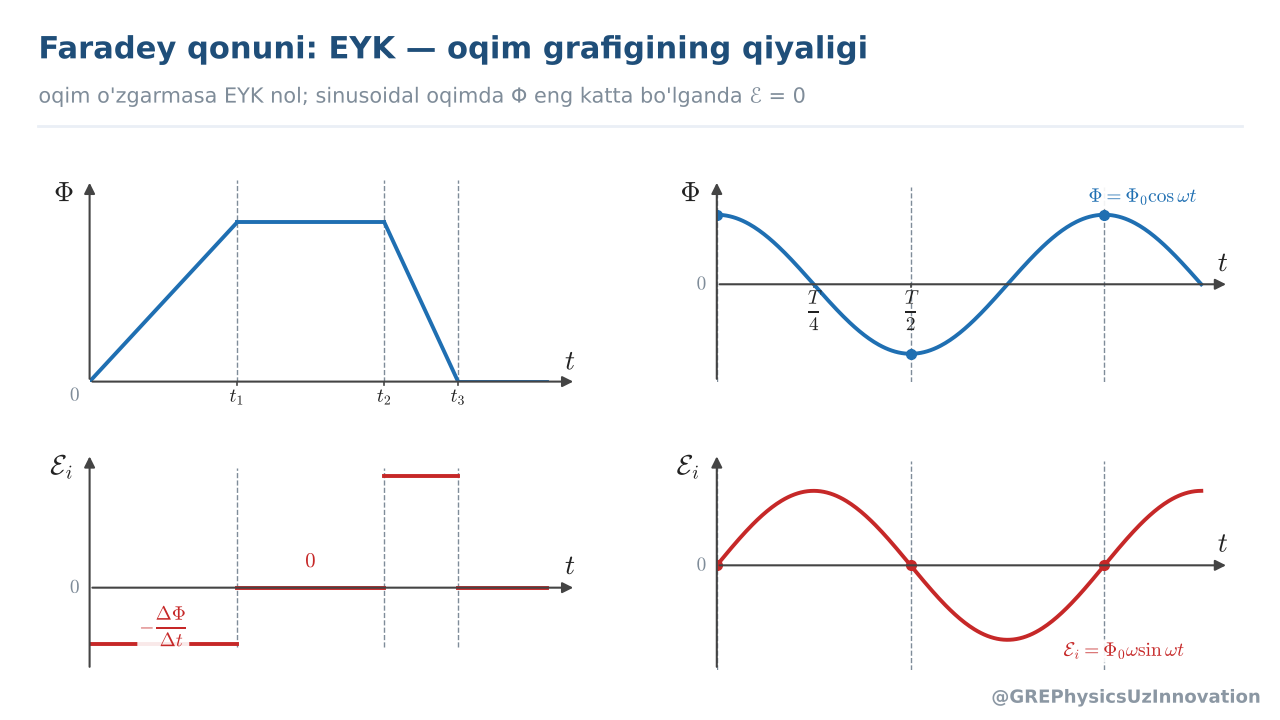 Faradey qonuni: EYK — oqim grafigining qiyaligi
oqim o'zgarmasa EYK nol; sinusoidal oqimda Φ eng katta bo'lganda ℰ = 0
Φ
t
0
t₁
t₂
t₃
Φ
Φ = Φ₀cos ωt
t
0
T/4
T/2
ℰᵢ
0
t
0
−ΔΦ/Δt
ℰᵢ
t
0
ℰᵢ = Φ₀ω sin ωt
@GREPhysicsUzInnovation